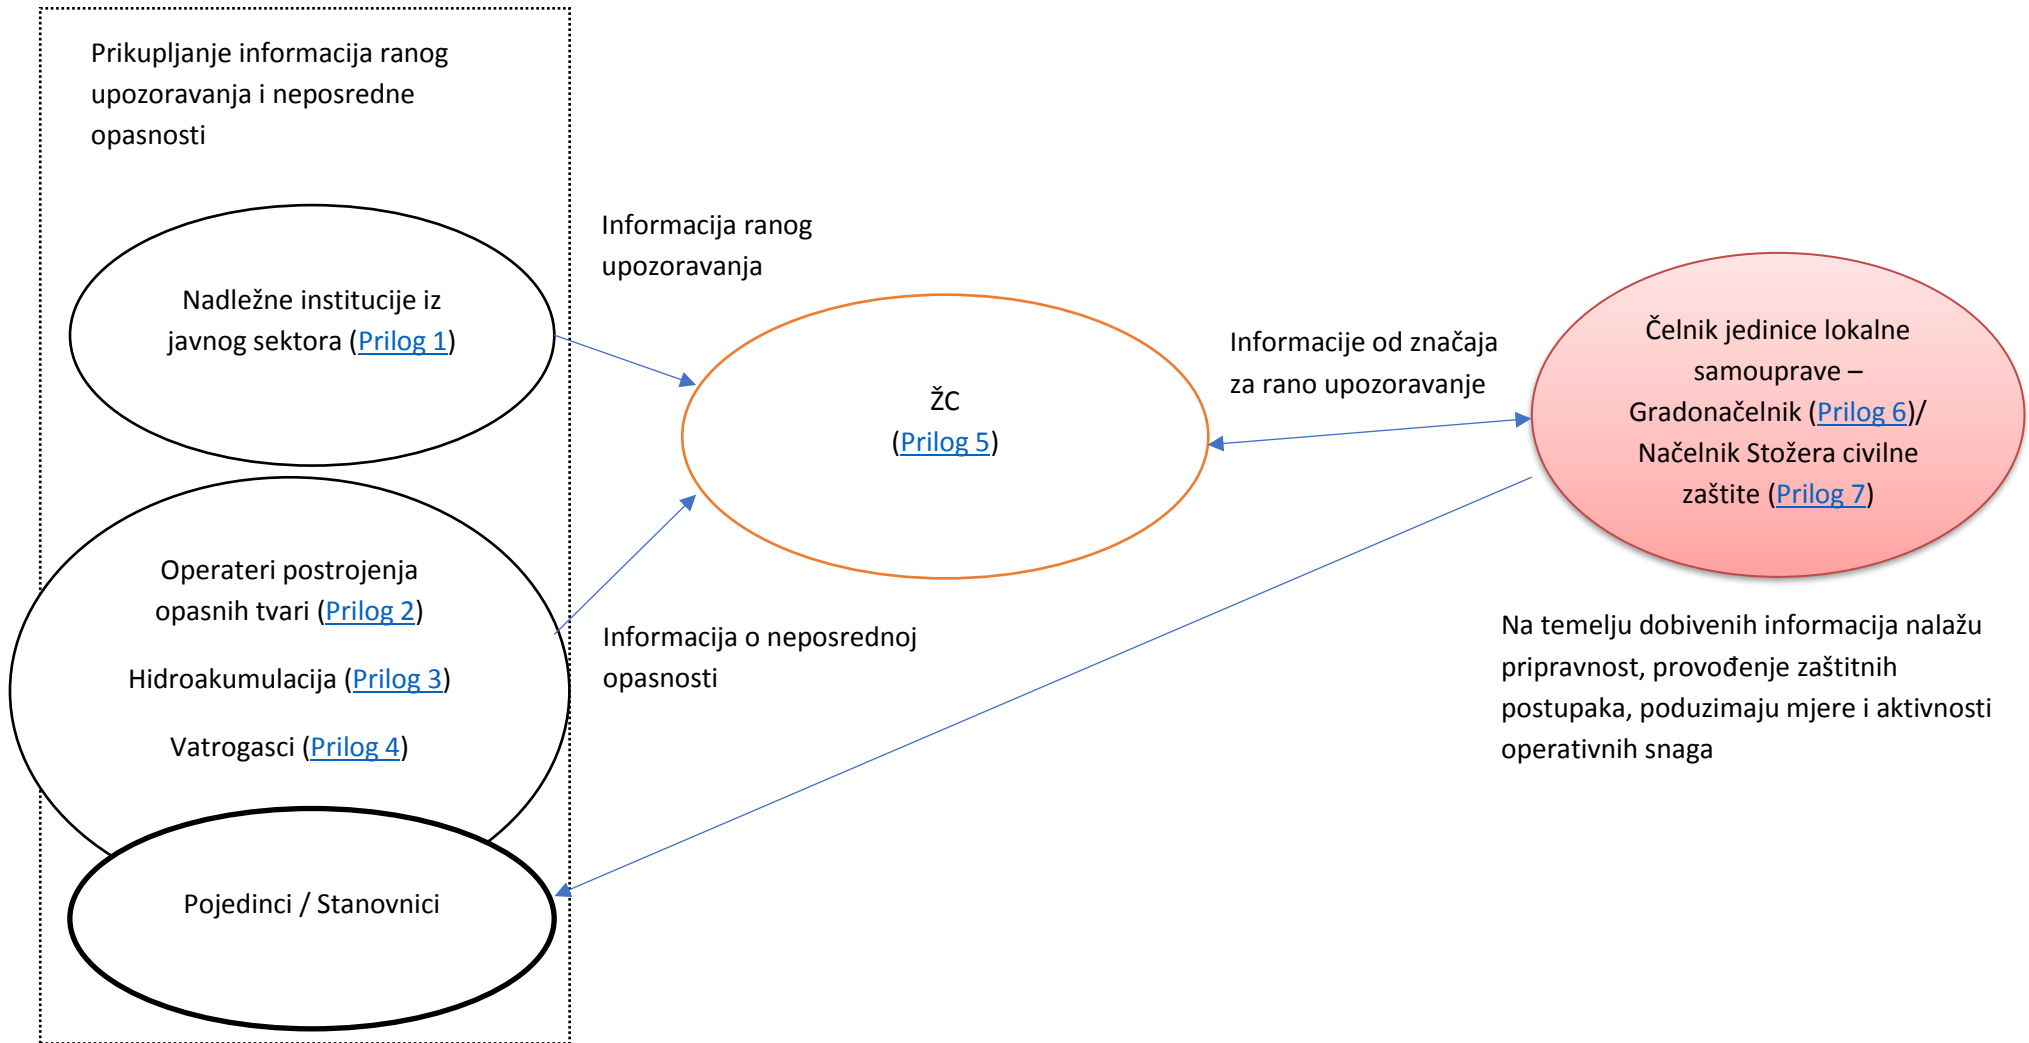 Prikupljanje informacija ranog
upozoravanja i neposredne
opasnosti
Nadležne institucije iz
javnog sektora (Prilog 1)
Operateri postrojenja
opasnih tvari (Prilog 2)
Hidroakumulacija (Prilog 3)
Vatrogasci (Prilog 4)
Pojedinci / Stanovnici
Informacija ranog
upozoravanja
Informacija o neposrednoj
opasnosti
ŽC
(Prilog 5)
Informacije od značaja
za rano upozoravanje
Čelnik jedinice lokalne
samouprave –
Gradonačelnik (Prilog 6)/
Načelnik Stožera civilne
zaštite (Prilog 7)
Na temelju dobivenih informacija nalažu
pripravnost, provođenje zaštitnih
postupaka, poduzimaju mjere i aktivnosti
operativnih snaga